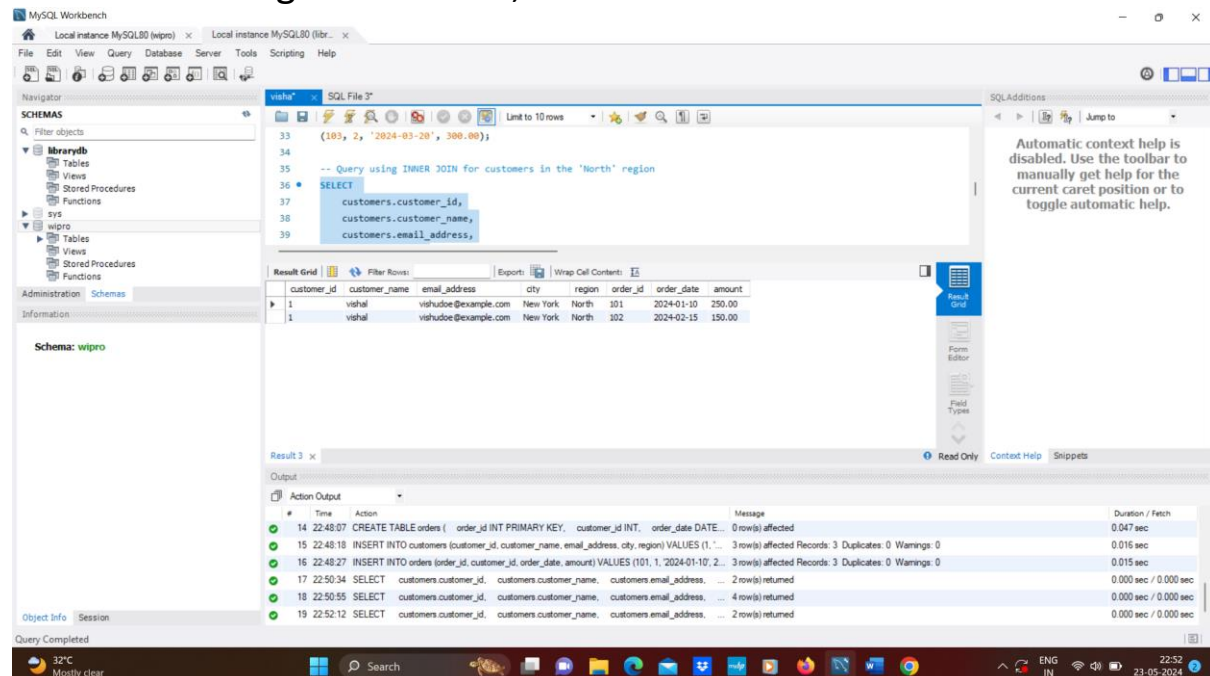 MySQL Workbench
Local instance MySQL80 (wipro) × Local instance MySQL80 (libr... ×
File Edit View Query Database Server Tools Scripting Help
Navigator
SCHEMAS
Filter objects
librarydb
Tables
Views
Stored Procedures
Functions
sys
wipro
Tables
Views
Stored Procedures
Functions
Administration Schemas
Information
Schema: wipro
Object Info Session
Query Completed
visha* × SQL File 3*
Limit to 10 rows
33 (103, 2, '2024-03-20', 300.00);
34
35 -- Query using INNER JOIN for customers in the 'North' region
36 SELECT
37 customers.customer_id,
38 customers.customer_name,
39 customers.email_address,
Result Grid Filter Rows: Export: Wrap Cell Content:
customer_id customer_name email_address city region order_id order_date amount
1 vishal vishudoe@example.com New York North 101 2024-01-10 250.00
1 vishal vishudoe@example.com New York North 102 2024-02-15 150.00
Result Grid
Form Editor
Field Types
Result 3 × Read Only
Output
Action Output
# Time Action Message Duration / Fetch
14 22:48:07 CREATE TABLE orders ( order_id INT PRIMARY KEY, customer_id INT, order_date DATE... 0 row(s) affected 0.047 sec
15 22:48:18 INSERT INTO customers (customer_id, customer_name, email_address, city, region) VALUES (1, '... 3 row(s) affected Records: 3 Duplicates: 0 Warnings: 0 0.016 sec
16 22:48:27 INSERT INTO orders (order_id, customer_id, order_date, amount) VALUES (101, 1, '2024-01-10', 2... 3 row(s) affected Records: 3 Duplicates: 0 Warnings: 0 0.015 sec
17 22:50:34 SELECT customers.customer_id, customers.customer_name, customers.email_address, ... 2 row(s) returned 0.000 sec / 0.000 sec
18 22:50:55 SELECT customers.customer_id, customers.customer_name, customers.email_address, ... 4 row(s) returned 0.000 sec / 0.000 sec
19 22:52:12 SELECT customers.customer_id, customers.customer_name, customers.email_address, ... 2 row(s) returned 0.000 sec / 0.000 sec
SQLAdditions
Jump to
Automatic context help is
disabled. Use the toolbar to
manually get help for the
current caret position or to
toggle automatic help.
Context Help Snippets
32°C
Mostly clear
Search
ENG
IN
22:52
23-05-2024
2